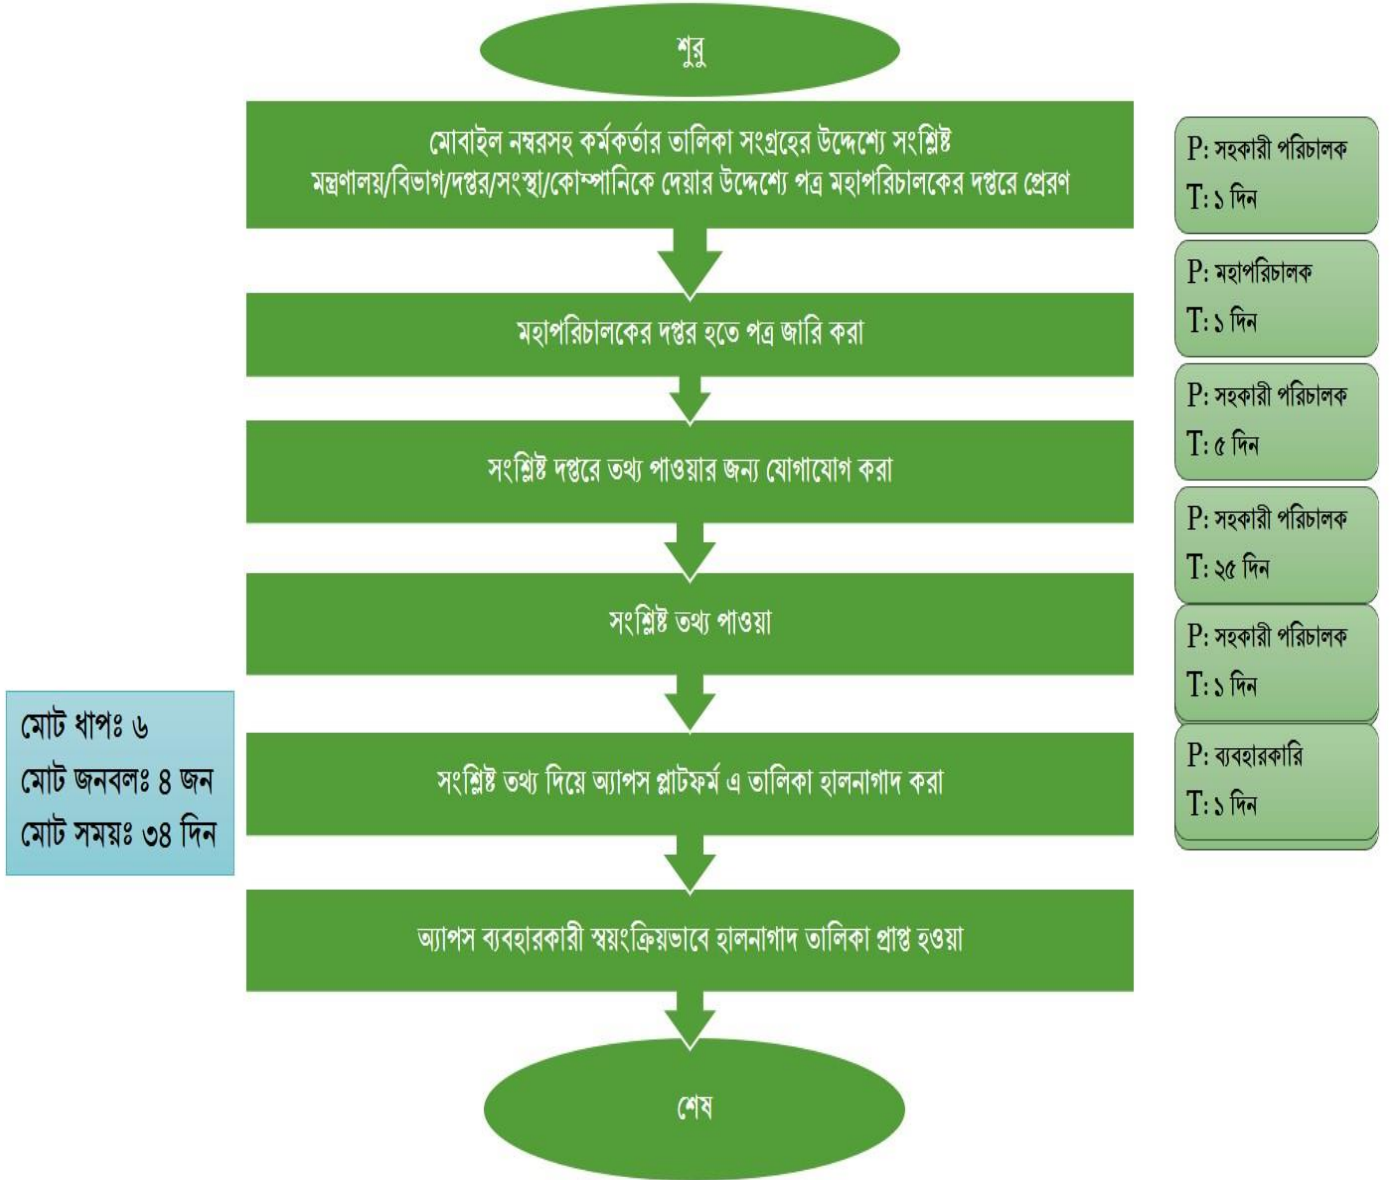 শুরু
মোবাইল নম্বরসহ কর্মকর্তার তালিকা সংগ্রহের উদ্দেশ্যে সংশ্লিষ্ট
মন্ত্রণালয়/বিভাগ/দপ্তর/সংস্থা/কোম্পানিকে দেয়ার উদ্দেশ্যে পত্র মহাপরিচালকের দপ্তরে প্রেরণ
P: সহকারী পরিচালক
T: ১ দিন
মহাপরিচালকের দপ্তর হতে পত্র জারি করা
P: মহাপরিচালক
T: ১ দিন
সংশ্লিষ্ট দপ্তরে তথ্য পাওয়ার জন্য যোগাযোগ করা
P: সহকারী পরিচালক
T: ৫ দিন
সংশ্লিষ্ট তথ্য পাওয়া
P: সহকারী পরিচালক
T: ২৫ দিন
সংশ্লিষ্ট তথ্য দিয়ে অ্যাপস প্লাটফর্ম এ তালিকা হালনাগাদ করা
P: সহকারী পরিচালক
T: ১ দিন
অ্যাপস ব্যবহারকারী স্বয়ংক্রিয়ভাবে হালনাগাদ তালিকা প্রাপ্ত হওয়া
P: ব্যবহারকারি
T: ১ দিন
মোট ধাপঃ ৬
মোট জনবলঃ ৪ জন
মোট সময়ঃ ৩৪ দিন
শেষ